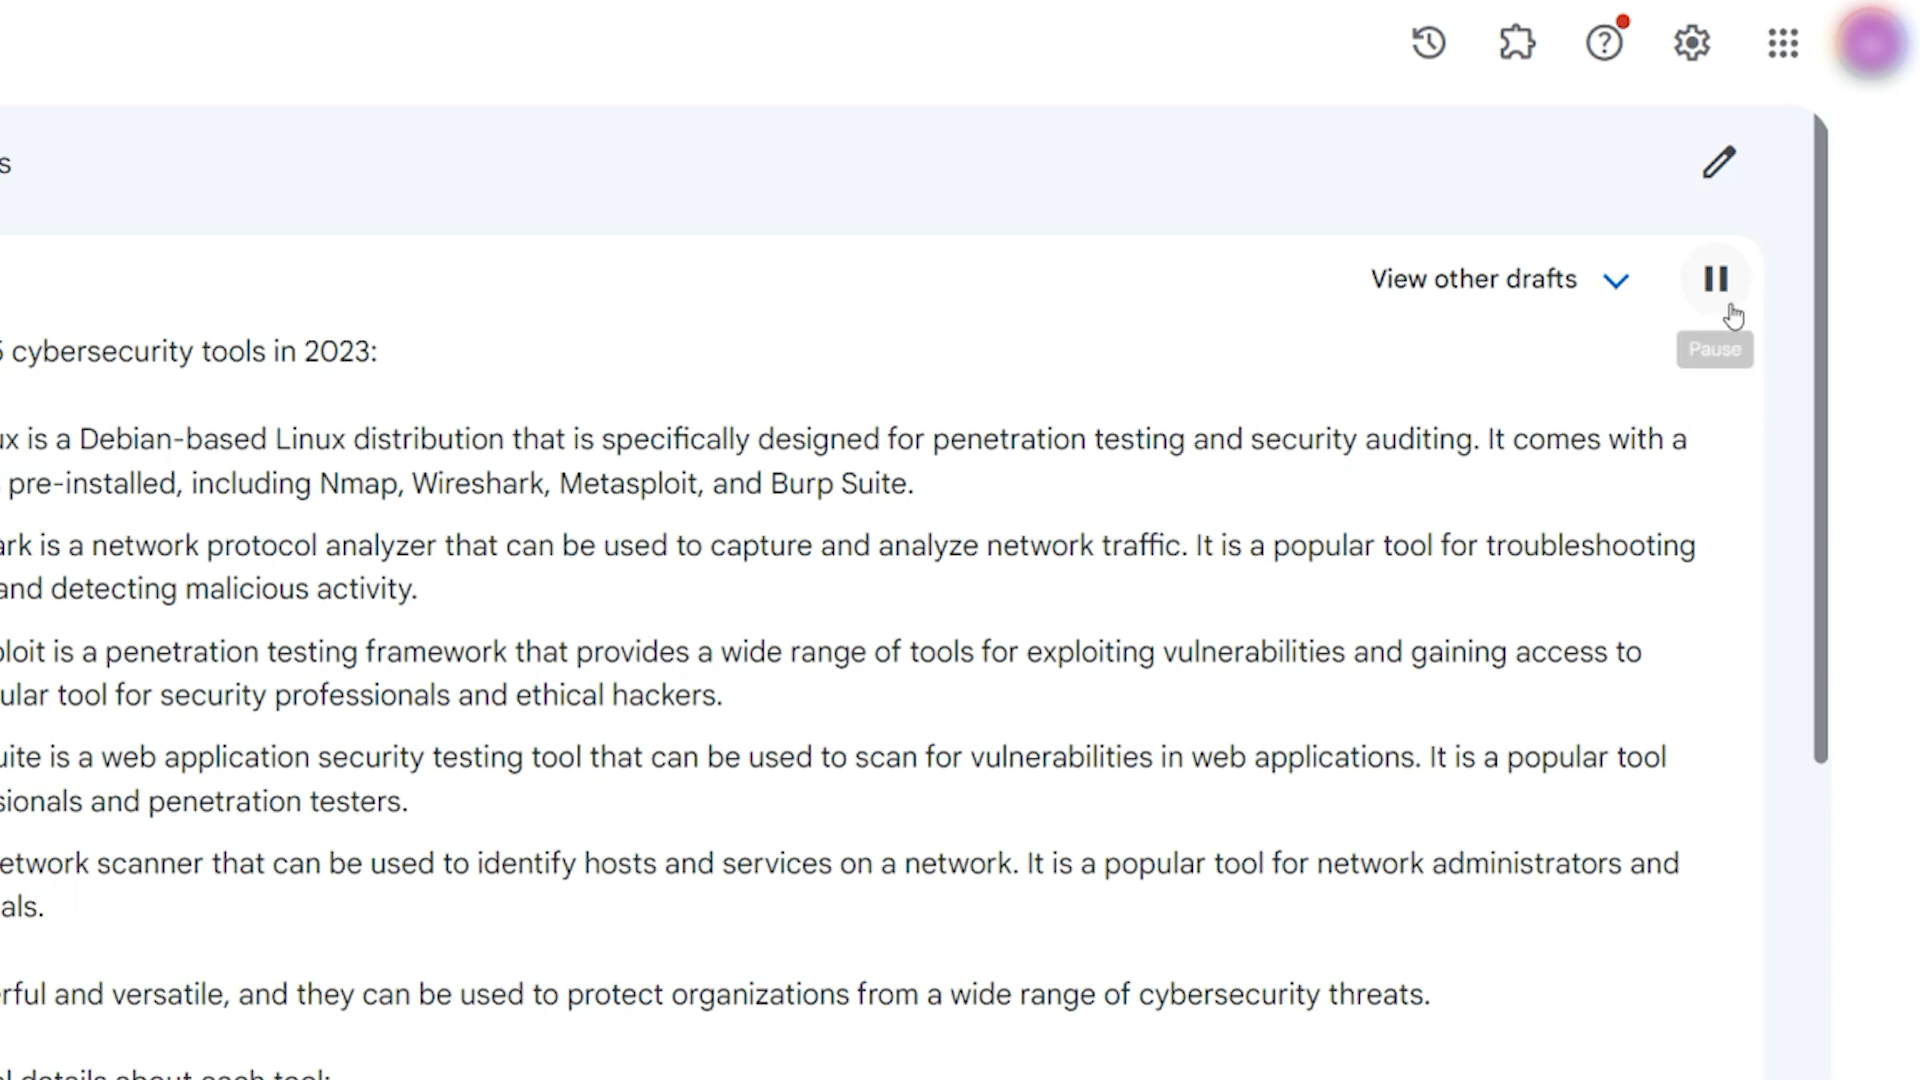 s
View other drafts
Pause
5 cybersecurity tools in 2023:
ux is a Debian-based Linux distribution that is specifically designed for penetration testing and security auditing. It comes with a
pre-installed, including Nmap, Wireshark, Metasploit, and Burp Suite.
ark is a network protocol analyzer that can be used to capture and analyze network traffic. It is a popular tool for troubleshooting
and detecting malicious activity.
ploit is a penetration testing framework that provides a wide range of tools for exploiting vulnerabilities and gaining access to
ular tool for security professionals and ethical hackers.
uite is a web application security testing tool that can be used to scan for vulnerabilities in web applications. It is a popular tool
sionals and penetration testers.
etwork scanner that can be used to identify hosts and services on a network. It is a popular tool for network administrators and
als.
rful and versatile, and they can be used to protect organizations from a wide range of cybersecurity threats.
l details about each tool: